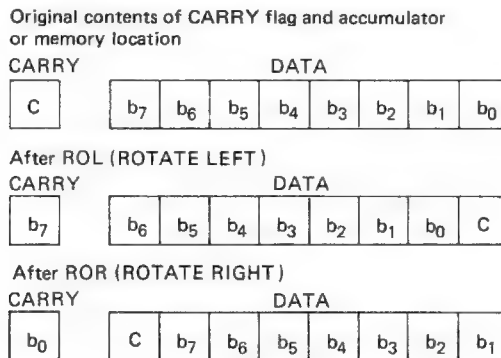 Original contents of CARRY flag and accumulator
or memory location
CARRY DATA
C b₇ b₆ b₅ b₄ b₃ b₂ b₁ b₀
After ROL (ROTATE LEFT)
CARRY DATA
b₇ b₆ b₅ b₄ b₃ b₂ b₁ b₀ C
After ROR (ROTATE RIGHT)
CARRY DATA
b₀ C b₇ b₆ b₅ b₄ b₃ b₂ b₁